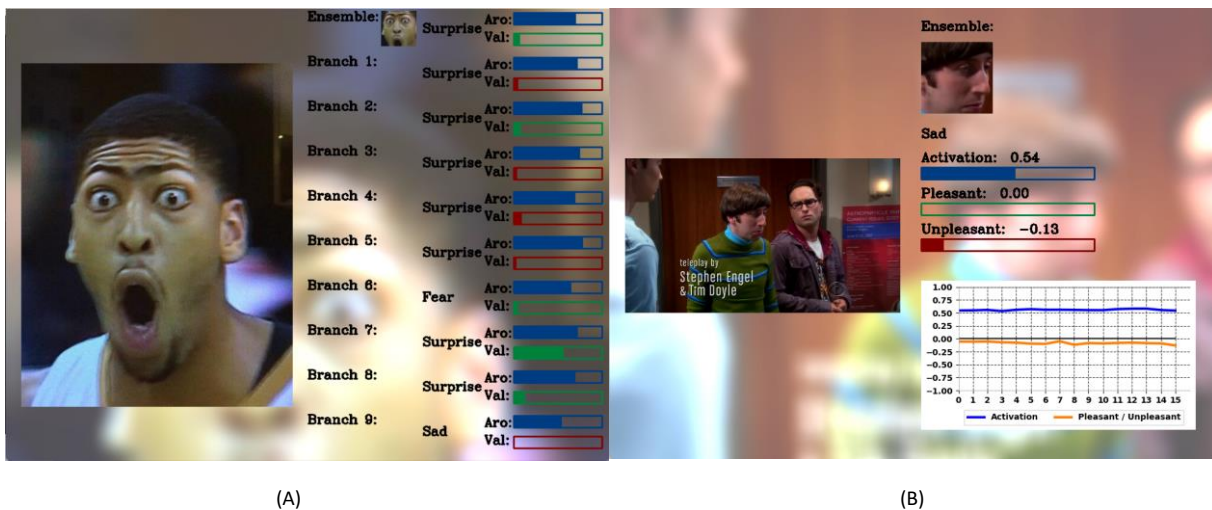 Ensemble:
Surprise
Aro:
Val:
Branch 1:
Surprise
Aro:
Val:
Branch 2:
Surprise
Aro:
Val:
Branch 3:
Surprise
Aro:
Val:
Branch 4:
Surprise
Aro:
Val:
Branch 5:
Surprise
Aro:
Val:
Branch 6:
Fear
Aro:
Val:
Branch 7:
Surprise
Aro:
Val:
Branch 8:
Surprise
Aro:
Val:
Branch 9:
Sad
Aro:
Val:
(A)
teleplay by
Stephen Engel
& Tim Doyle
Ensemble:
Sad
Activation: 0.54
Pleasant: 0.00
Unpleasant: -0.13
1.00
0.75
0.50
0.25
0.00
-0.25
-0.50
-0.75
-1.00
0 1 2 3 4 5 6 7 8 9 10 11 12 13 14 15
Activation Pleasant / Unpleasant
(B)